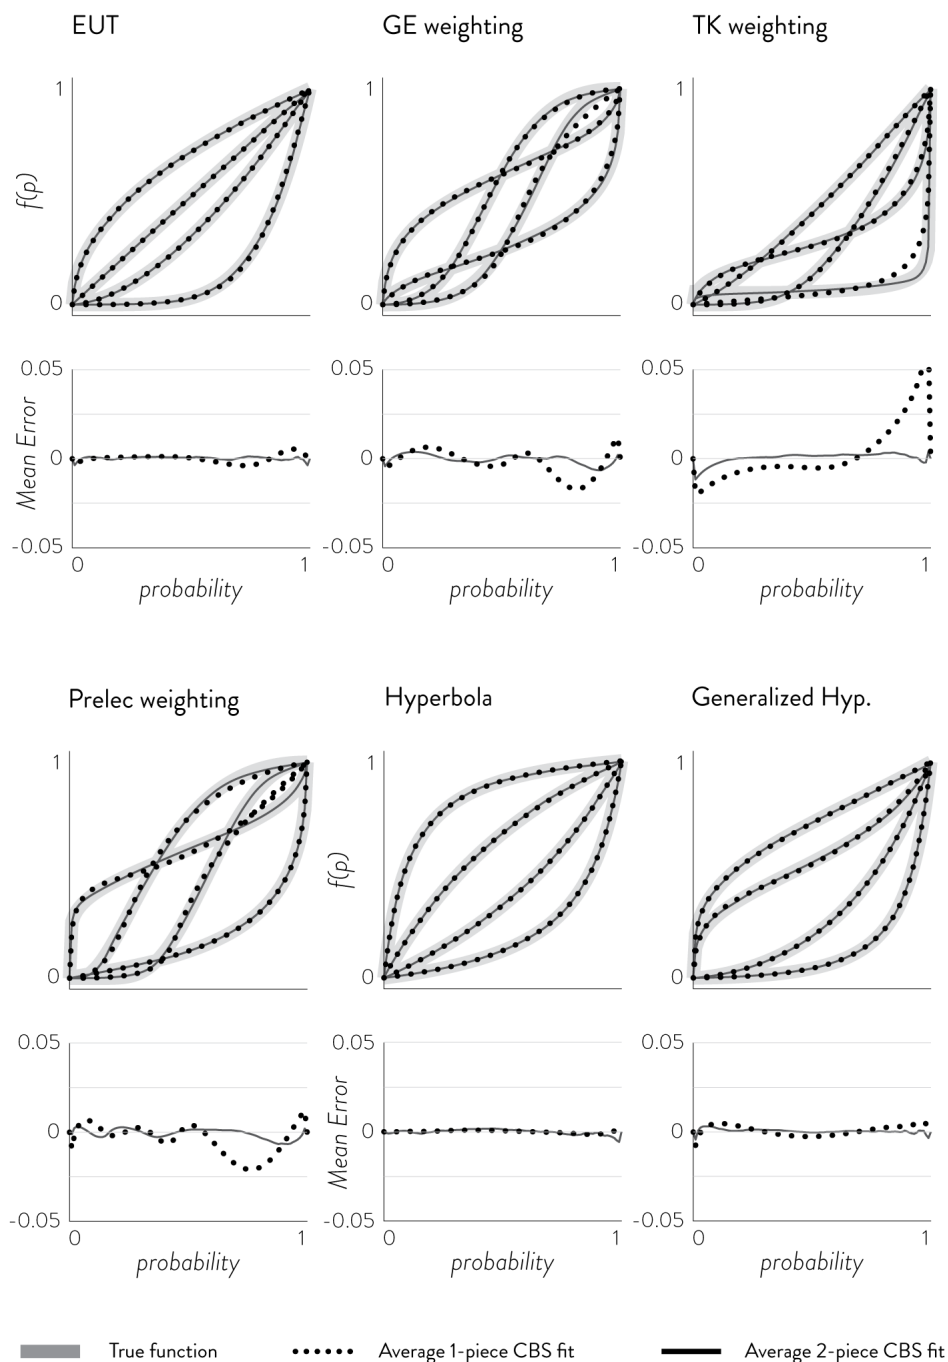 EUT GE weighting TK weighting
1 1 1
f(p)
0 0 0
0.05 0.05 0.05
Mean Error
0 0 0
-0.05 -0.05 -0.05
0 1 0 1 0 1
probability probability probability
Prelec weighting Hyperbola Generalized Hyp.
1 1 1
f(p)
0 0 0
0.05 0.05 0.05
Mean Error
0 0 0
-0.05 -0.05 -0.05
0 1 0 1 0 1
probability probability probability
True function Average 1-piece CBS fit Average 2-piece CBS fit